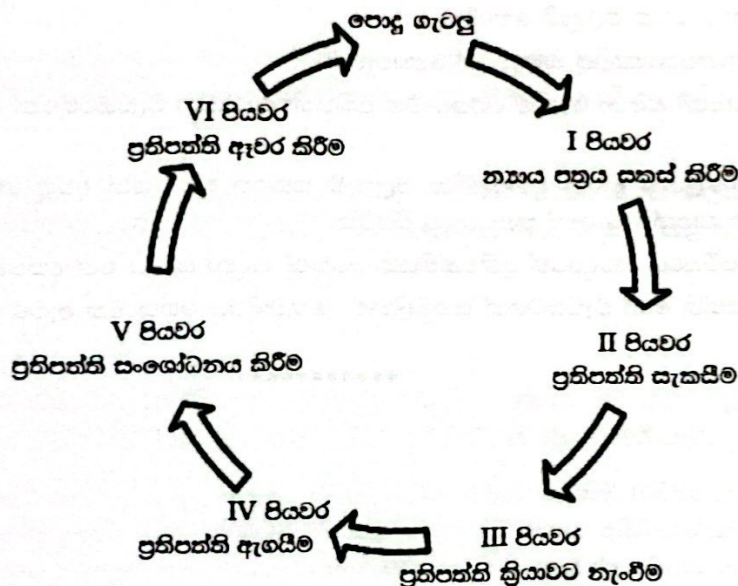 පොදු ගැටලු
I පියවර
න්‍යාය පත්‍රය සකස් කිරීම
II පියවර
ප්‍රතිපත්ති සැකසීම
III පියවර
ප්‍රතිපත්ති ක්‍රියාවට නැංවීම
IV පියවර
ප්‍රතිපත්ති ඇගයීම
V පියවර
ප්‍රතිපත්ති සංශෝධනය කිරීම
VI පියවර
ප්‍රතිපත්ති ඈවර කිරීම